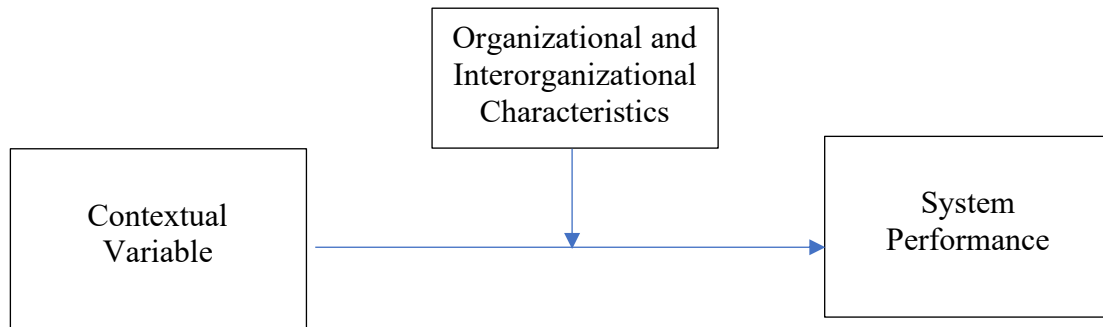 Organizational and
Interorganizational
Characteristics
Contextual
Variable
System
Performance